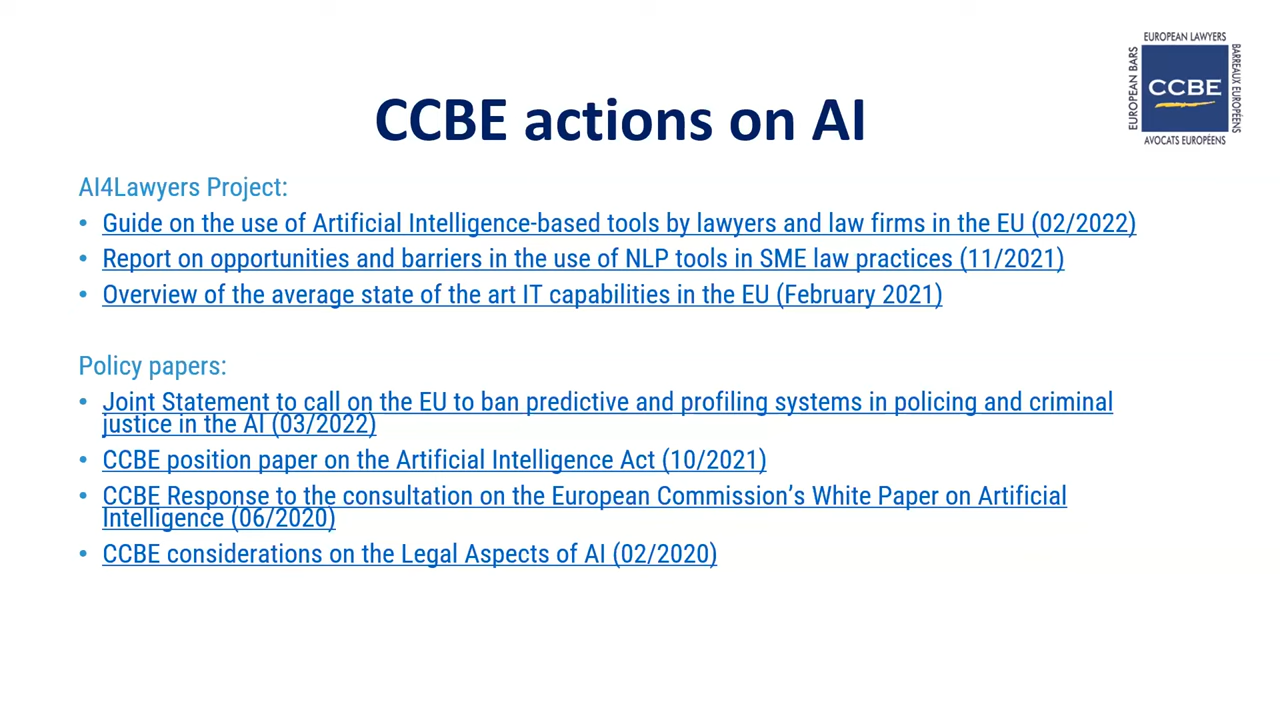 EUROPEAN LAWYERS
EUROPEAN BARS
CCBE
BARREAUX EUROPÉENS
AVOCATS EUROPÉENS
CCBE actions on AI
AI4Lawyers Project:
• Guide on the use of Artificial Intelligence-based tools by lawyers and law firms in the EU (02/2022)
• Report on opportunities and barriers in the use of NLP tools in SME law practices (11/2021)
• Overview of the average state of the art IT capabilities in the EU (February 2021)
Policy papers:
• Joint Statement to call on the EU to ban predictive and profiling systems in policing and criminal
justice in the AI (03/2022)
• CCBE position paper on the Artificial Intelligence Act (10/2021)
• CCBE Response to the consultation on the European Commission’s White Paper on Artificial
Intelligence (06/2020)
• CCBE considerations on the Legal Aspects of AI (02/2020)